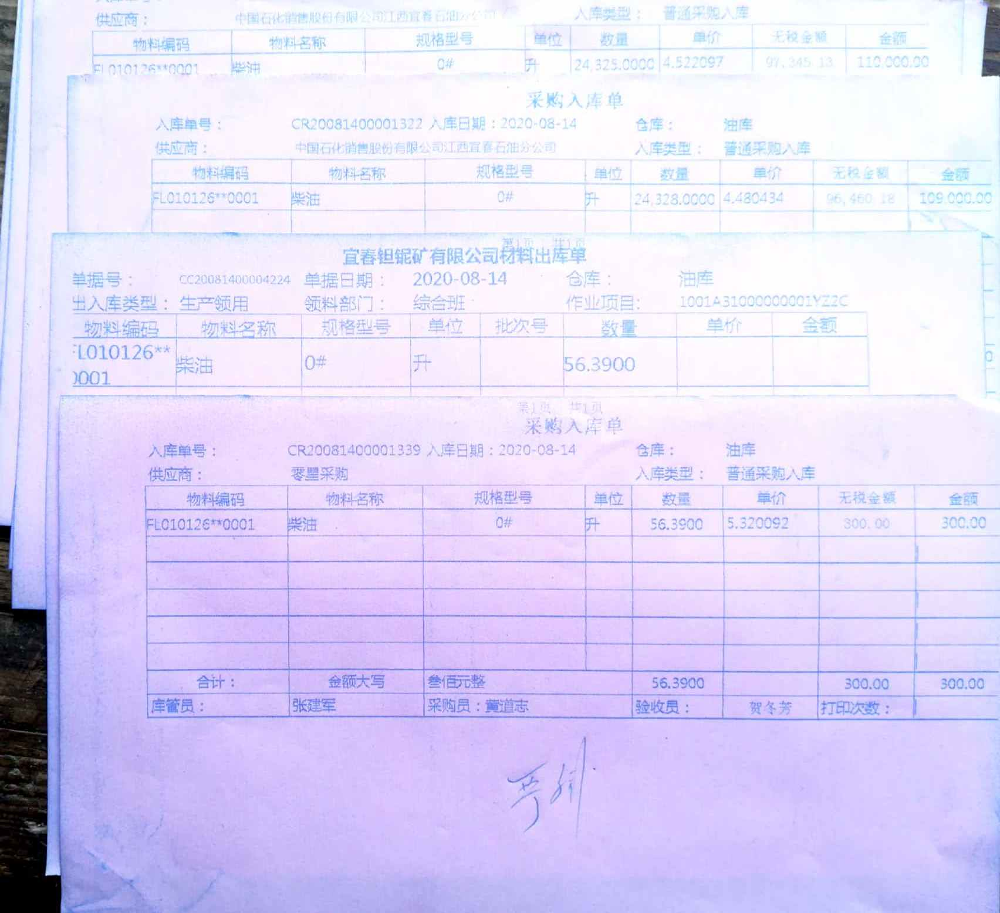 供应商： 中国石化销售股份有限公司江西宜春石油分公司 入库类型： 普通采购入库
物料编码 物料名称 规格型号 单位 数量 单价 无税金额 金额
FL010126**0001 柴油 0# 升 24,325.0000 4.522097 97,345.13 110,000.00
采购入库单
入库单号： CR20081400001322 入库日期：2020-08-14 仓库： 油库
供应商： 中国石化销售股份有限公司江西宜春石油分公司 入库类型： 普通采购入库
物料编码 物料名称 规格型号 单位 数量 单价 无税金额 金额
FL010126**0001 柴油 0# 升 24,328.0000 4.480434 96,460.18 109,000.00
第1页 共1页
宜春钽铌矿有限公司材料出库单
单据号： CC20081400004224 单据日期： 2020-08-14 仓库： 油库
出入库类型： 生产领用 领料部门： 综合班 作业项目： 1001A31000000001YZ2C
物料编码 物料名称 规格型号 单位 批次号 数量 单价 金额
FL010126** 柴油 0# 升 56.3900
0001
第1页 共1页
采购入库单
入库单号： CR20081400001339 入库日期：2020-08-14 仓库： 油库
供应商： 零星采购 入库类型： 普通采购入库
物料编码 物料名称 规格型号 单位 数量 单价 无税金额 金额
FL010126**0001 柴油 0# 升 56.3900 5.320092 300.00 300.00
合计： 金额大写 叁佰元整 56.3900 300.00 300.00
库管员： 张建军 采购员：黄道志 验收员： 贺冬芳 打印次数：